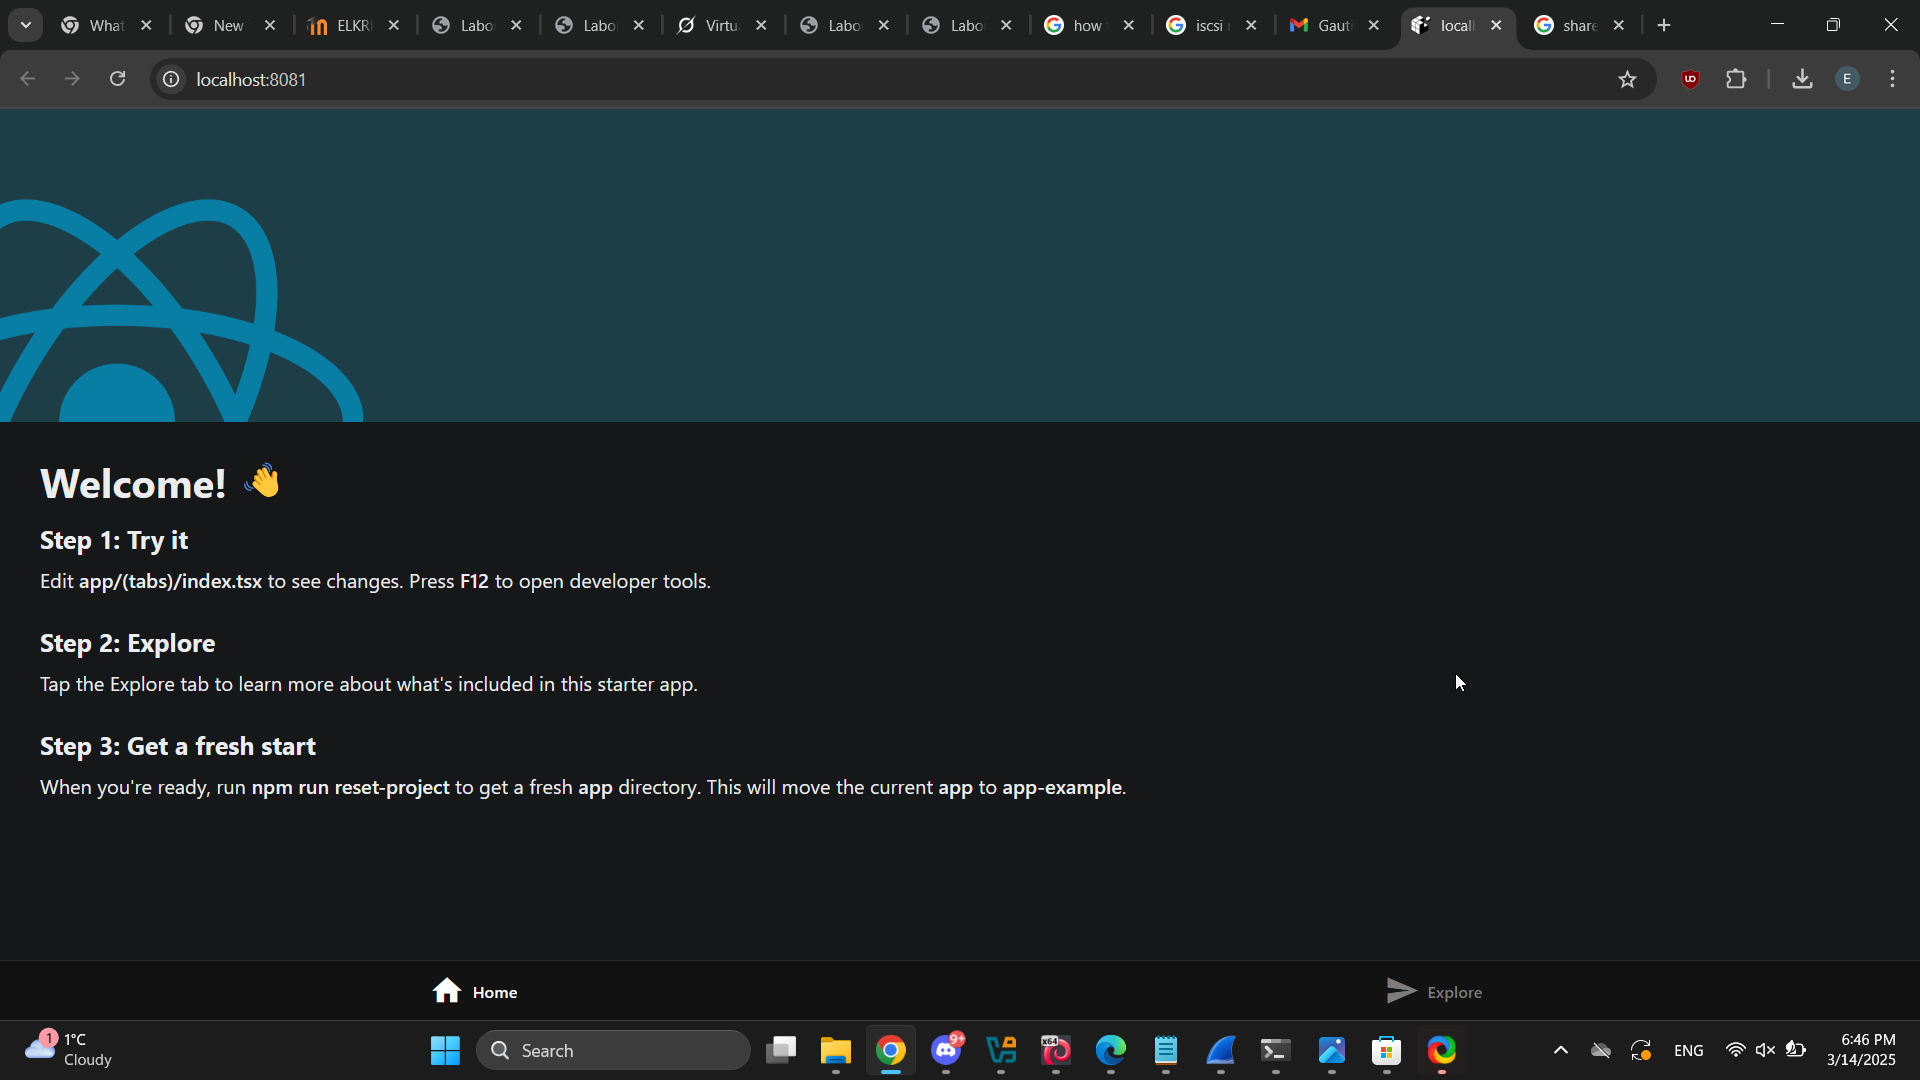 What
New
ELKR
Labo
Labo
Virtu
Labo
Labo
how
iscsi
Gaut
locall
share
localhost:8081
E
Welcome! 👋
Step 1: Try it
Edit app/(tabs)/index.tsx to see changes. Press F12 to open developer tools.
Step 2: Explore
Tap the Explore tab to learn more about what's included in this starter app.
Step 3: Get a fresh start
When you're ready, run npm run reset-project to get a fresh app directory. This will move the current app to app-example.
Home
Explore
1
1°C
Cloudy
Search
9+
x64
ENG
6:46 PM
3/14/2025